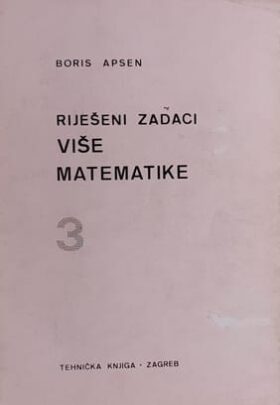 BORIS APSEN
RIJEŠENI ZADACI
VIŠE
MATEMATIKE
3
TEHNIČKA KNJIGA · ZAGREB